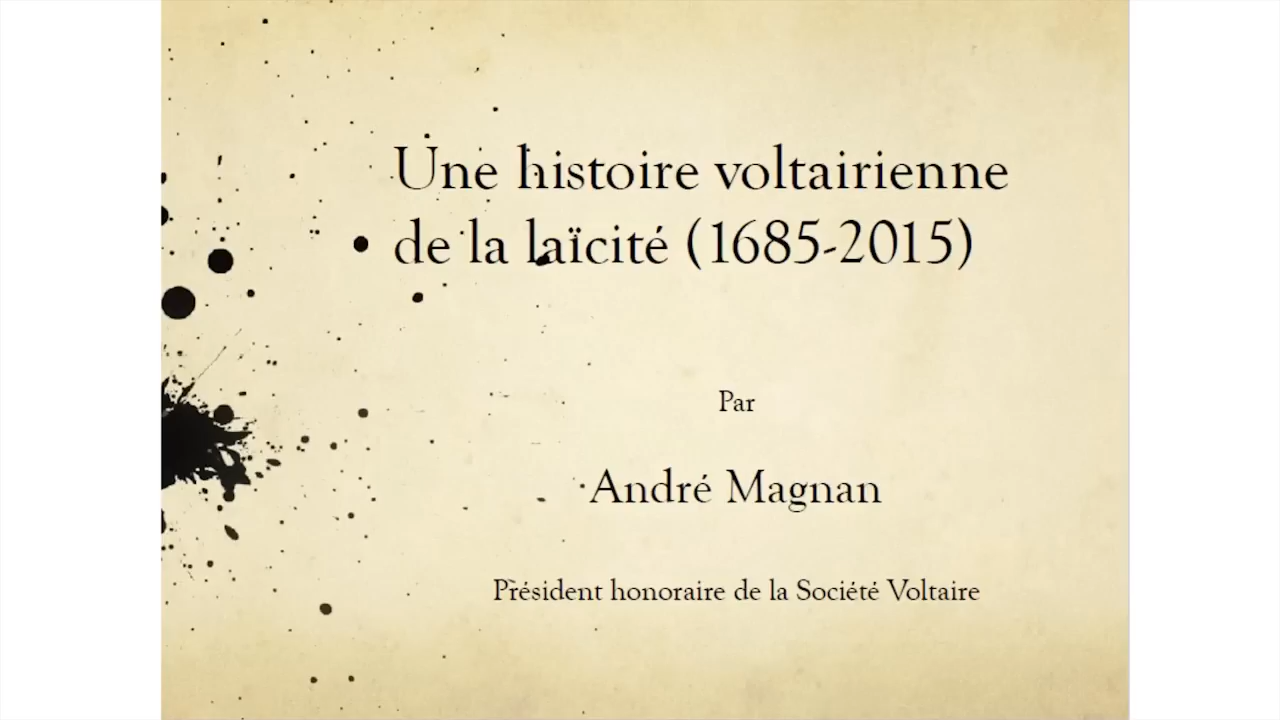 Une histoire voltairienne
de la laïcité (1685-2015)
Par
André Magnan
Président honoraire de la Société Voltaire